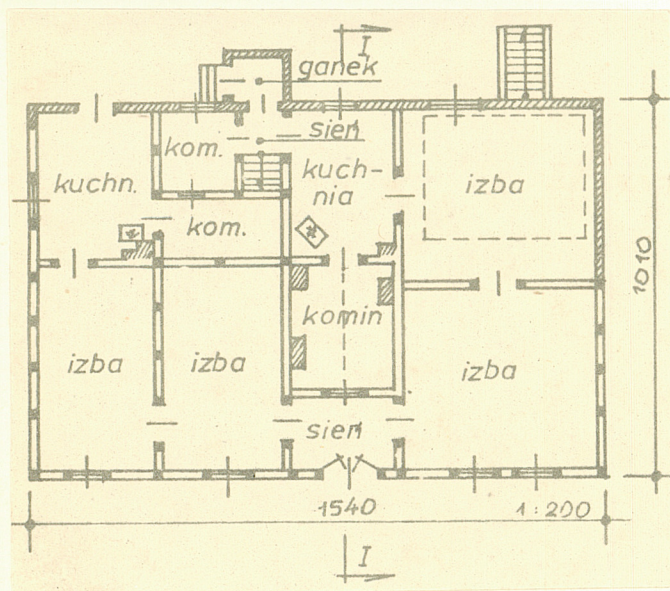 I
ganek
sień
kom.
kuchn.
kuch-
nia
izba
kom.
1010
komin
izba
izba
izba
sień
1540
1:200
I